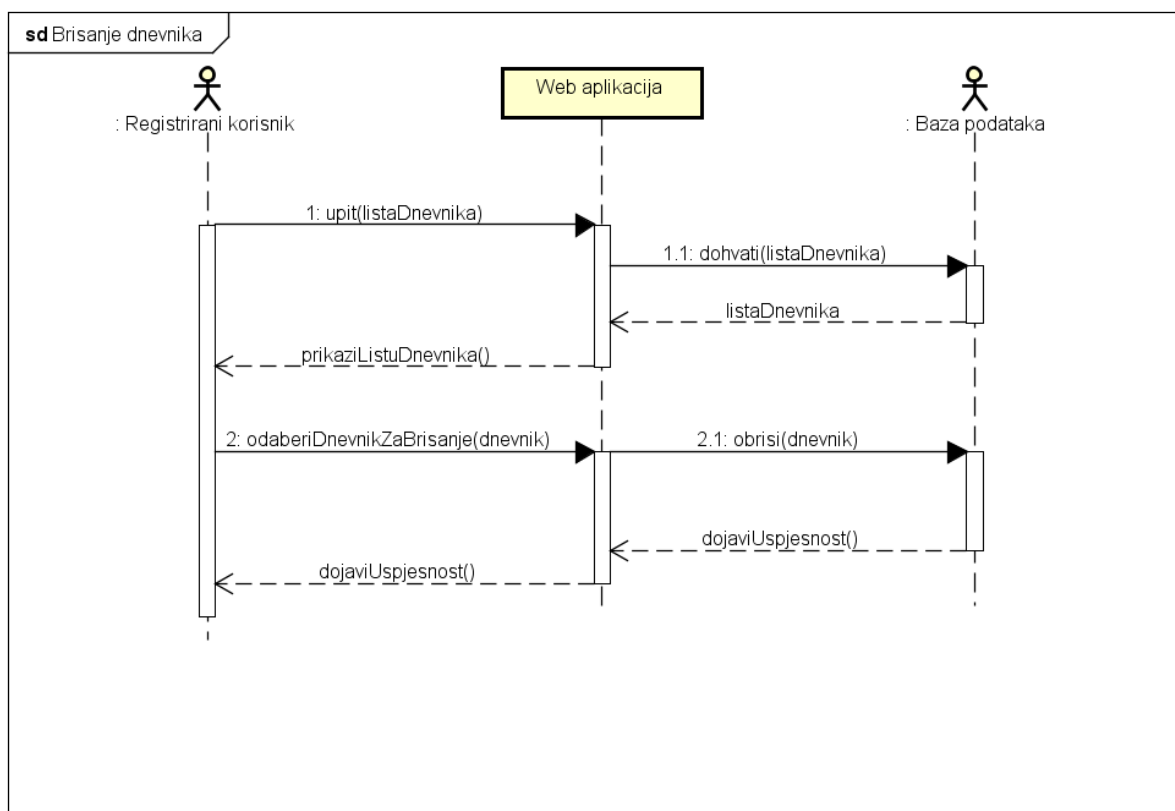 sd Brisanje dnevnika
: Registrirani korisnik
Web aplikacija
: Baza podataka
1: upit(listaDnevnika)
1.1: dohvati(listaDnevnika)
listaDnevnika
prikaziListuDnevnika()
2: odaberiDnevnikZaBrisanje(dnevnik)
2.1: obrisi(dnevnik)
dojaviUspjesnost()
dojaviUspjesnost()